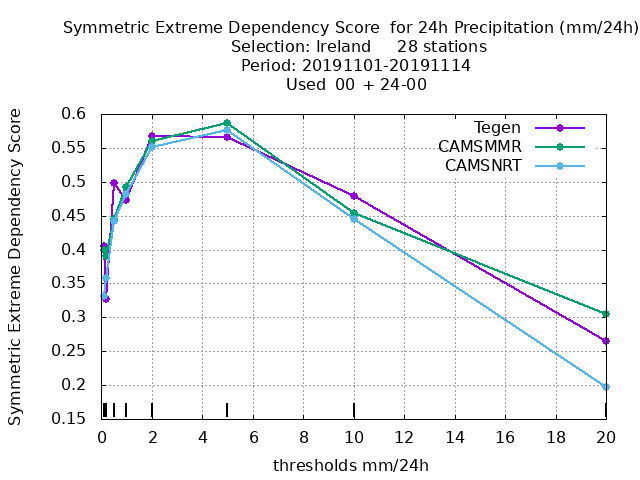 Symmetric Extreme Dependency Score  for 24h Precipitation (mm/24h)
Selection: Ireland     28 stations
Period: 20191101-20191114
Used  00  + 24-00
Symmetric Extreme Dependency Score
0.6
0.55
0.5
0.45
0.4
0.35
0.3
0.25
0.2
0.15
Tegen
CAMSMMR
CAMSNRT
0 2 4 6 8 10 12 14 16 18 20
thresholds mm/24h